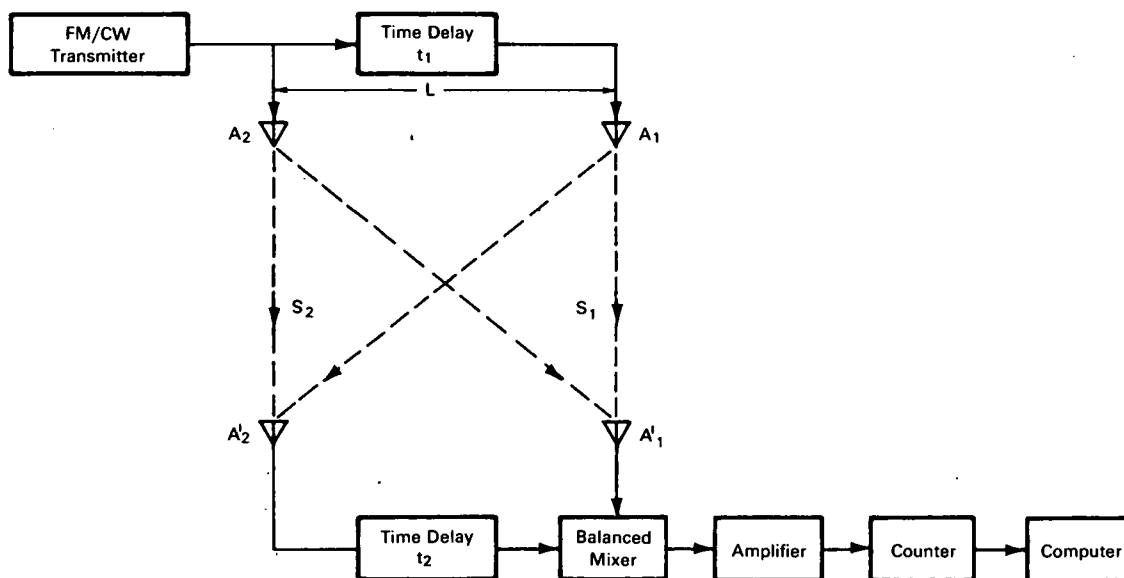 FM/CW
Transmitter
Time Delay
t₁
L
A₂
A₁
S₂
S₁
A'₂
A'₁
Time Delay
t₂
Balanced
Mixer
Amplifier
Counter
Computer